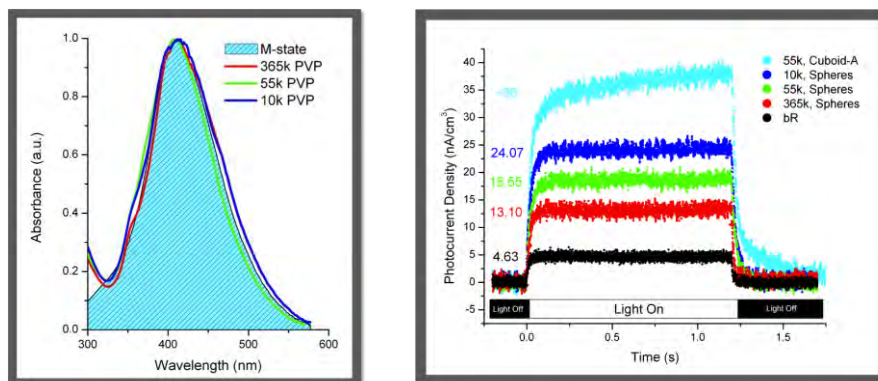 1.0
0.8
0.6
0.4
0.2
0.0
Absorbance (a.u.)
M-state
365k PVP
55k PVP
10k PVP
300
400
500
600
Wavelength (nm)
40
35
30
25
20
15
10
5
0
-5
Photocurrent Density (nA/cm³)
55k, Cuboid-A
10k, Spheres
55k, Spheres
365k, Spheres
bR
24.07
13.10
4.63
Light Off
Light On
Light Off
0.0
0.5
1.0
1.5
Time (s)